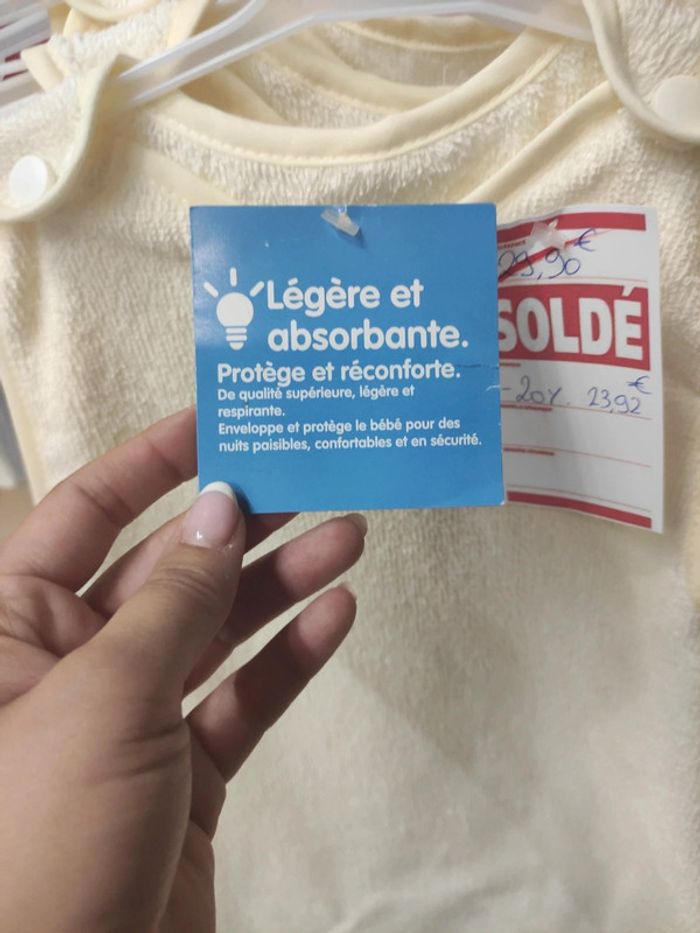 Légère et
absorbante.
Protège et réconforte.
De qualité supérieure, légère et
respirante.
Enveloppe et protège le bébé pour des
nuits paisibles, confortables et en sécurité.
29,90 €
SOLDÉ
-20% 23,92 €